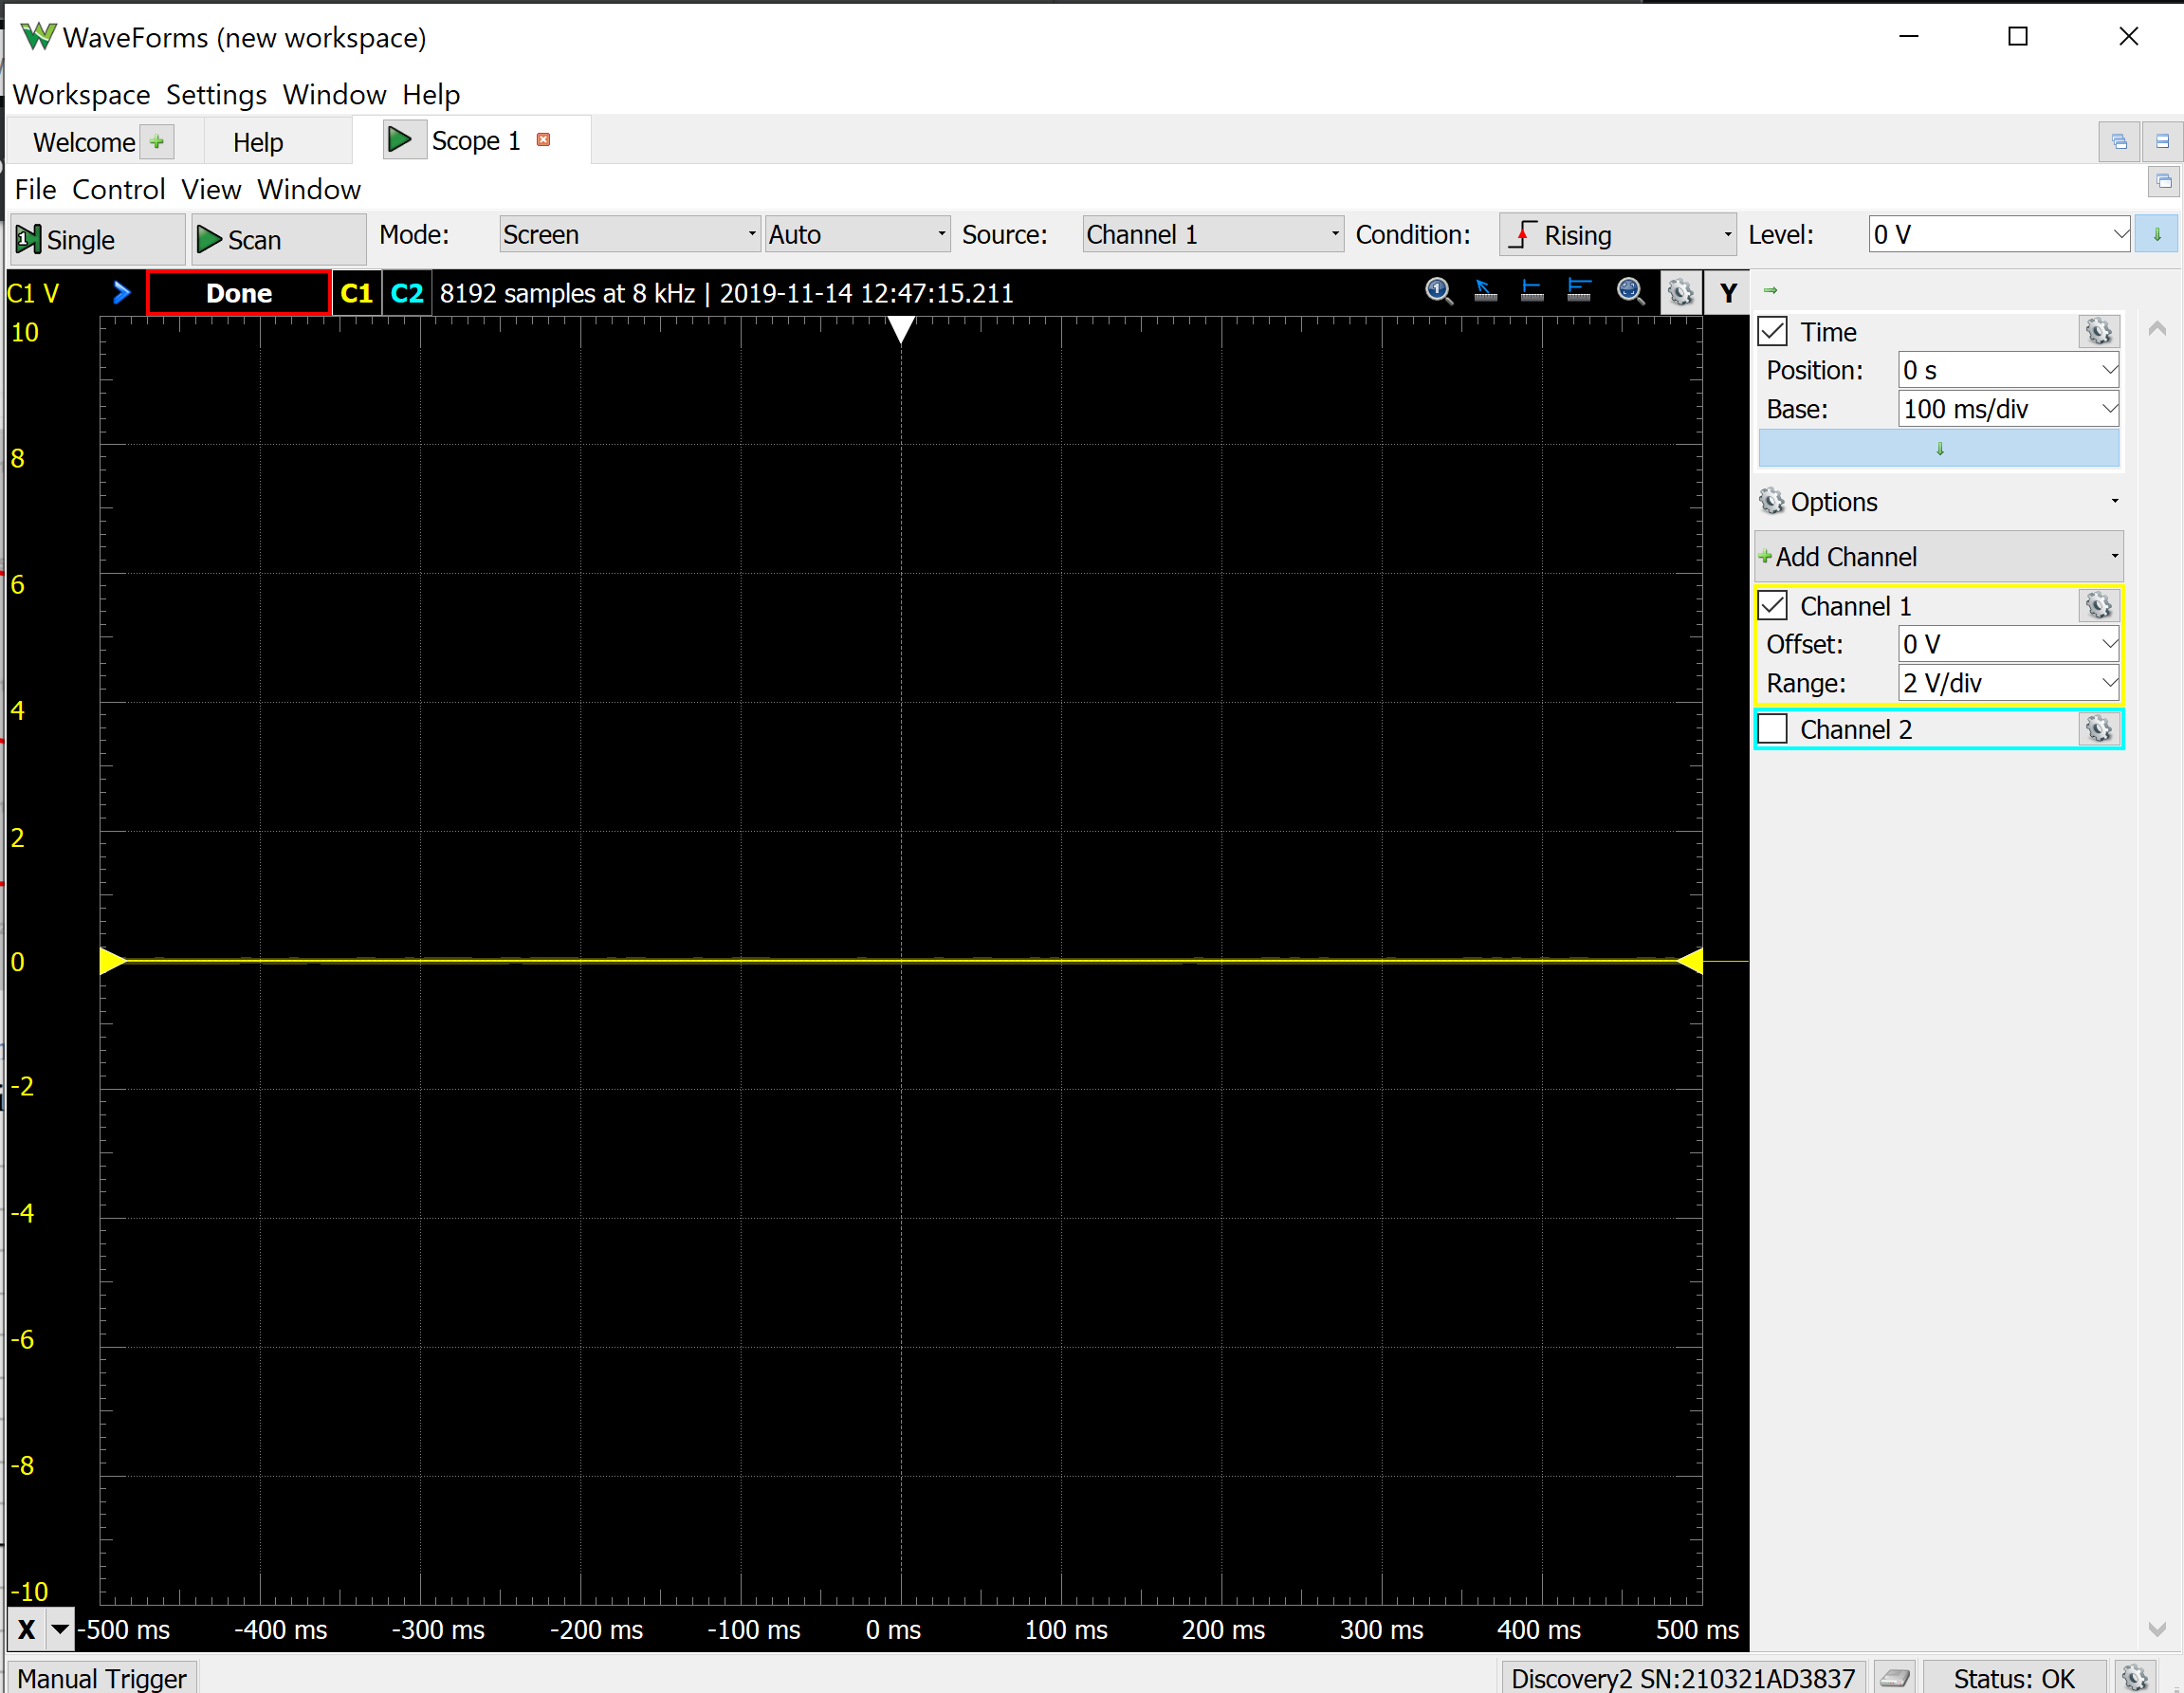 WaveForms (new workspace)
Workspace Settings Window Help
Welcome Help Scope 1
File Control View Window
Single Scan Mode: Screen Auto Source: Channel 1 Condition: Rising Level: 0 V
C1 V Done C1 C2 8192 samples at 8 kHz | 2019-11-14 12:47:15.211 Y
Time
Position: 0 s
Base: 100 ms/div
Options
Add Channel
Channel 1
Offset: 0 V
Range: 2 V/div
Channel 2
10
8
6
4
2
0
-2
-4
-6
-8
-10
X -500 ms -400 ms -300 ms -200 ms -100 ms 0 ms 100 ms 200 ms 300 ms 400 ms 500 ms
Manual Trigger Discovery2 SN:210321AD3837 Status: OK